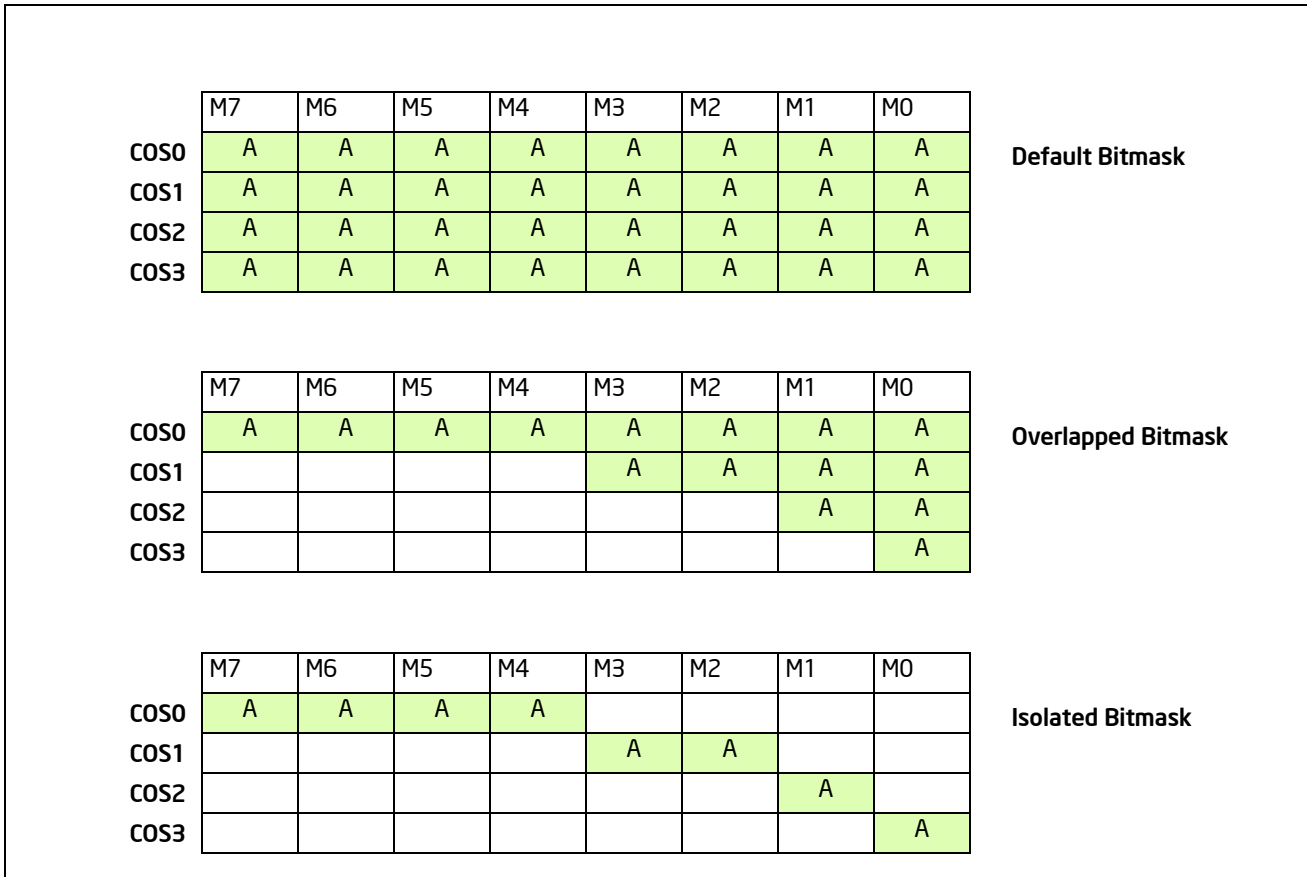 M7 M6 M5 M4 M3 M2 M1 M0
COS0 A A A A A A A A Default Bitmask
COS1 A A A A A A A A
COS2 A A A A A A A A
COS3 A A A A A A A A
M7 M6 M5 M4 M3 M2 M1 M0
COS0 A A A A A A A A Overlapped Bitmask
COS1 A A A A
COS2 A A
COS3 A
M7 M6 M5 M4 M3 M2 M1 M0
COS0 A A A A Isolated Bitmask
COS1 A A
COS2 A
COS3 A